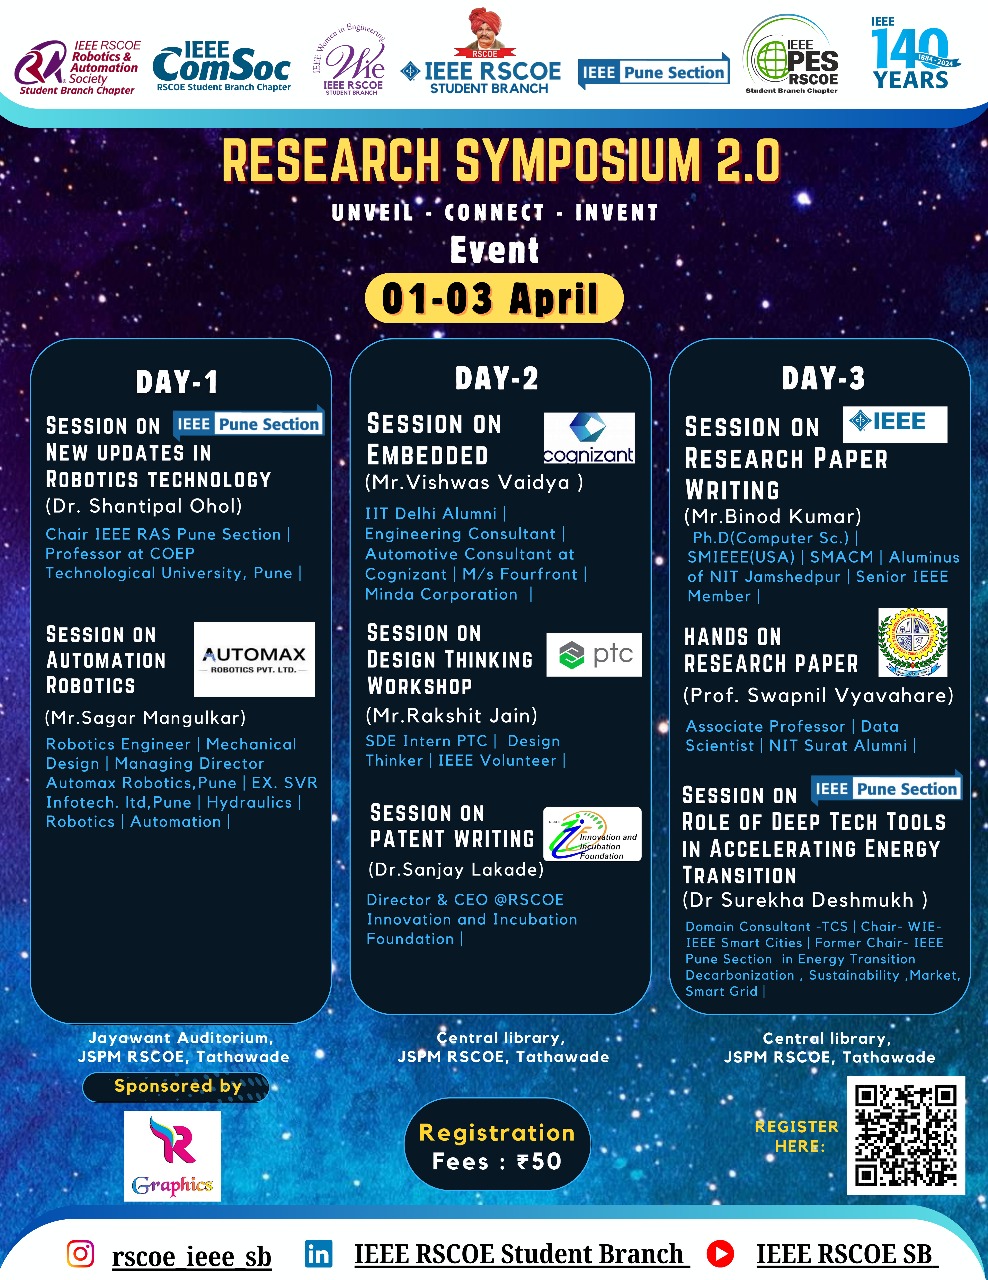 IEEE RSCOE
Robotics &
Automation
Society
Student Branch Chapter
IEEE
ComSoc
RSCOE Student Branch Chapter
IEEE Women in Engineering
WiE
IEEE RSCOE
STUDENT BRANCH
RSCOE
IEEE RSCOE
STUDENT BRANCH
IEEE Pune Section
IEEE
PES
RSCOE
Student Branch Chapter
IEEE
140
1884-2024
YEARS
RESEARCH SYMPOSIUM 2.0
UNVEIL - CONNECT - INVENT
Event
01-03 April
DAY-1
SESSION ON IEEE Pune Section
NEW UPDATES IN
ROBOTICS TECHNOLOGY
(Dr. Shantipal Ohol)
Chair IEEE RAS Pune Section |
Professor at COEP
Technological University, Pune |
SESSION ON
AUTOMATION
ROBOTICS
AUTOMAX
ROBOTICS PVT. LTD.
(Mr.Sagar Mangulkar)
Robotics Engineer | Mechanical
Design | Managing Director
Automax Robotics,Pune | EX. SVR
Infotech. ltd,Pune | Hydraulics |
Robotics | Automation |
DAY-2
SESSION ON
EMBEDDED
cognizant
(Mr.Vishwas Vaidya )
IIT Delhi Alumni |
Engineering Consultant |
Automotive Consultant at
Cognizant | M/s Fourfront |
Minda Corporation |
SESSION ON
DESIGN THINKING
WORKSHOP
ptc
(Mr.Rakshit Jain)
SDE Intern PTC | Design
Thinker | IEEE Volunteer |
SESSION ON
PATENT WRITING
Innovation and
Incubation
Foundation
(Dr.Sanjay Lakade)
Director & CEO @RSCOE
Innovation and Incubation
Foundation |
DAY-3
SESSION ON IEEE
RESEARCH PAPER
WRITING
(Mr.Binod Kumar)
Ph.D(Computer Sc.) |
SMIEEE(USA) | SMACM | Aluminus
of NIT Jamshedpur | Senior IEEE
Member |
HANDS ON
RESEARCH PAPER
(Prof. Swapnil Vyavahare)
Associate Professor | Data
Scientist | NIT Surat Alumni |
SESSION ON IEEE Pune Section
ROLE OF DEEP TECH TOOLS
IN ACCELERATING ENERGY
TRANSITION
(Dr Surekha Deshmukh )
Domain Consultant -TCS | Chair- WIE-
IEEE Smart Cities | Former Chair- IEEE
Pune Section in Energy Transition
Decarbonization , Sustainability ,Market,
Smart Grid |
Jayawant Auditorium,
JSPM RSCOE, Tathawade
Central library,
JSPM RSCOE, Tathawade
Central library,
JSPM RSCOE, Tathawade
Sponsored by
R
Graphics
Registration
Fees : ₹50
REGISTER
HERE:
rscoe_ieee_sb
in IEEE RSCOE Student Branch
IEEE RSCOE SB